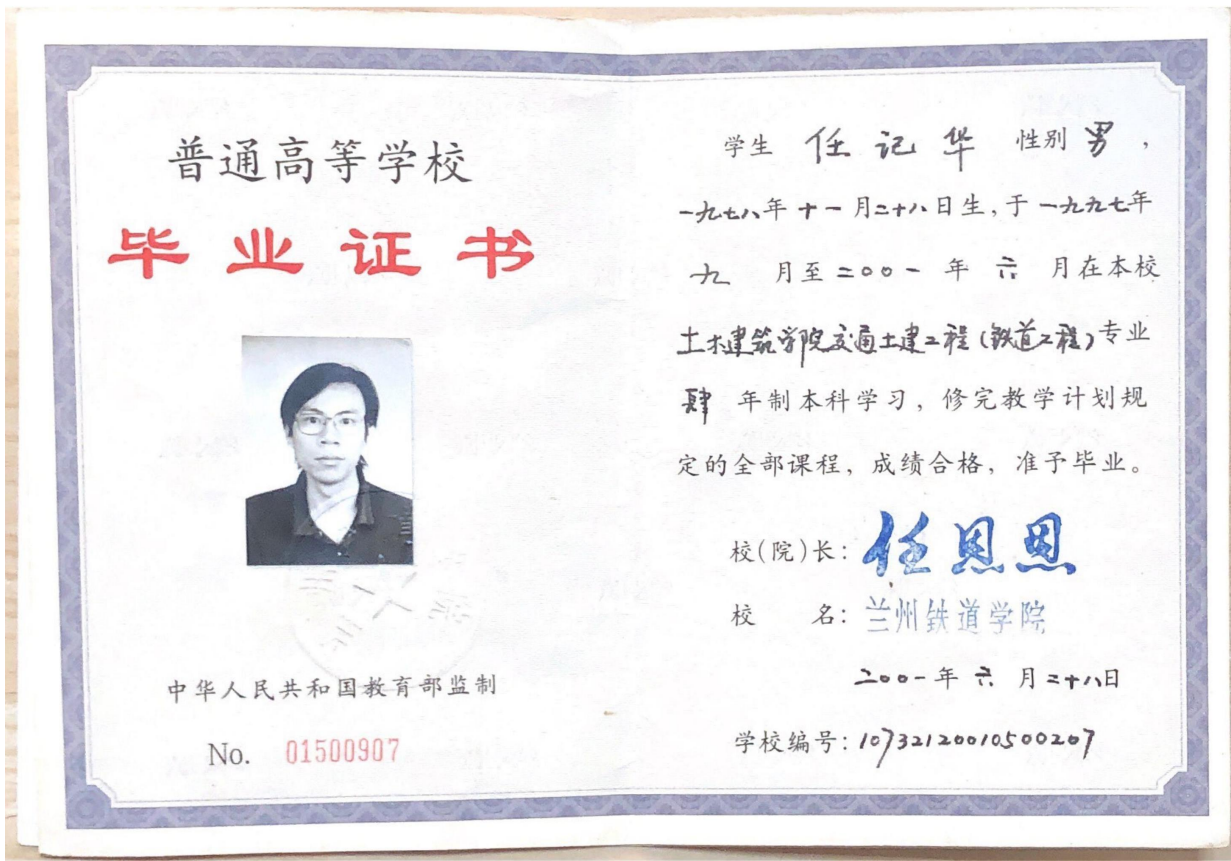 普通高等学校
毕业证书
中华人民共和国教育部监制
No. 01500907
学生 任记华 性别 男，
一九七八年十一月二十八日生，于一九九七年
九 月至二○○一 年 六 月在本校
土木建筑学院交通土建工程(铁道工程)专业
肆 年制本科学习，修完教学计划规
定的全部课程，成绩合格，准予毕业。
校(院)长：任恩恩
校 名：兰州铁道学院
二○○一年 六 月二十八日
学校编号：10732120010500207